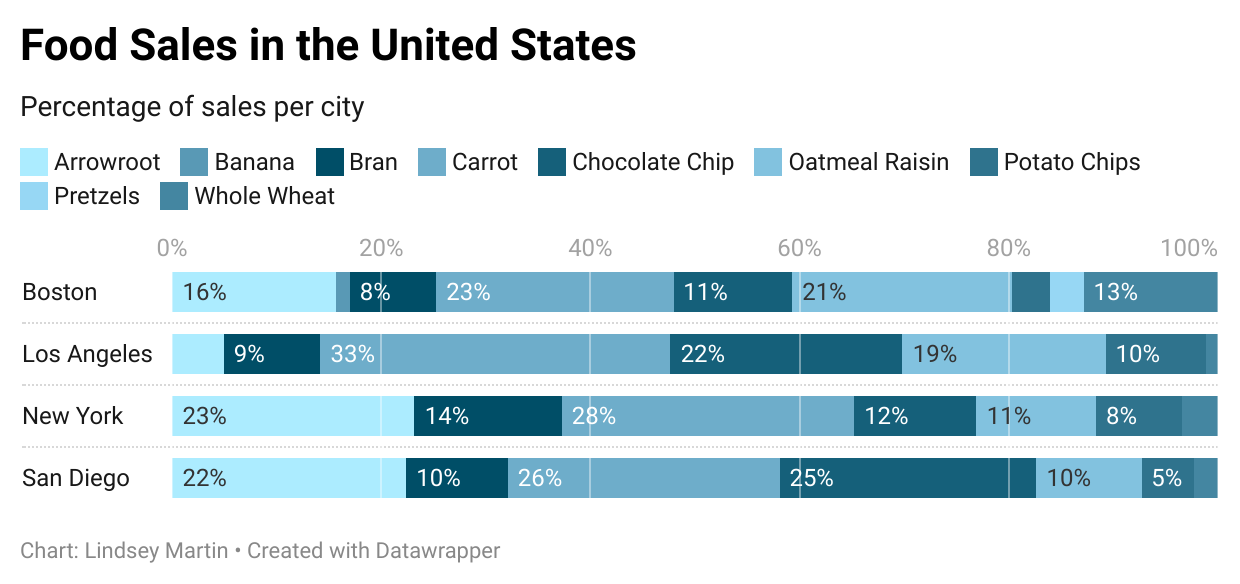 Food Sales in the United States
Percentage of sales per city
Arrowroot Banana Bran Carrot Chocolate Chip Oatmeal Raisin Potato Chips
Pretzels Whole Wheat
0% 20% 40% 60% 80% 100%
Boston 16% 8% 23% 11% 21% 13%
Los Angeles 9% 33% 22% 19% 10%
New York 23% 14% 28% 12% 11% 8%
San Diego 22% 10% 26% 25% 10% 5%
Chart: Lindsey Martin • Created with Datawrapper